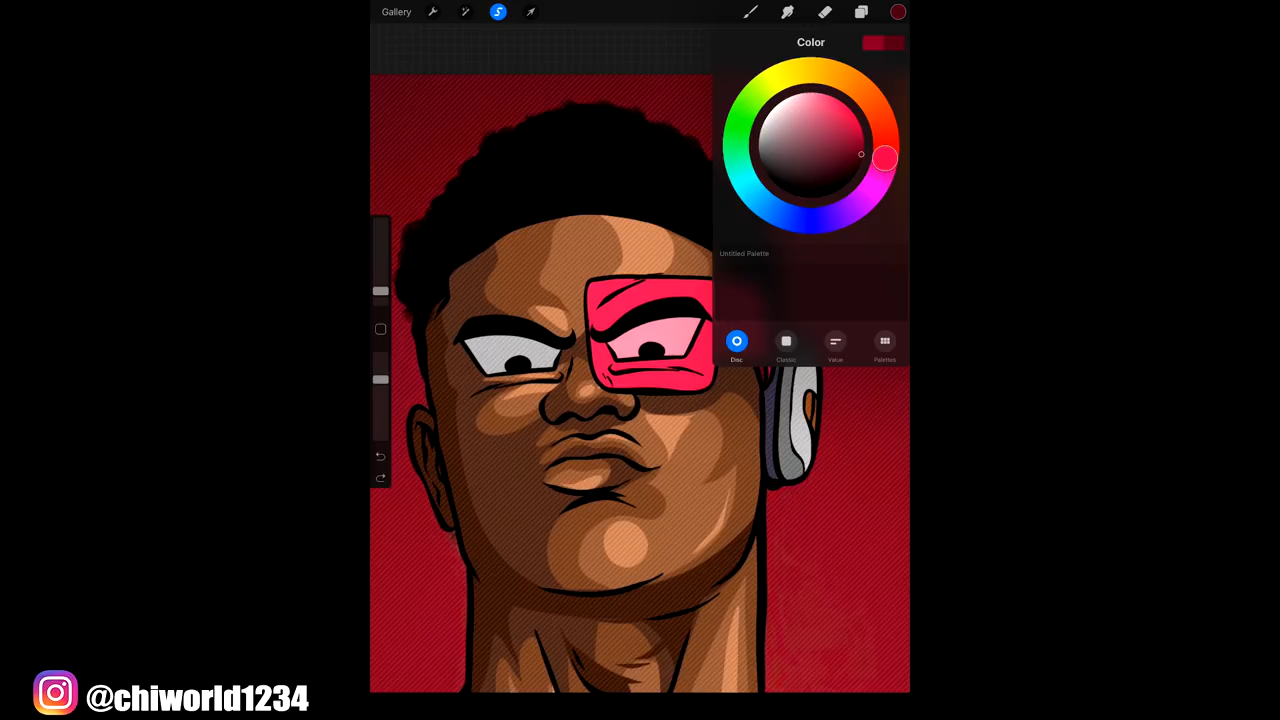 Gallery
Color
Untitled Palette
Disc
Classic
Value
Palettes
@chiworld1234